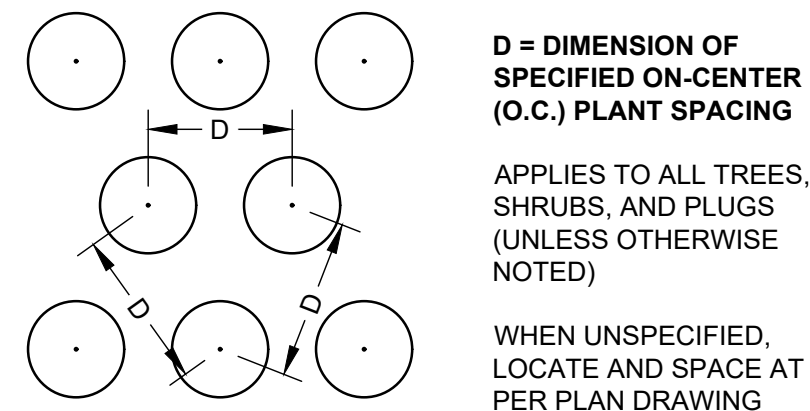 D = DIMENSION OF
SPECIFIED ON-CENTER
(O.C.) PLANT SPACING
D
APPLIES TO ALL TREES,
SHRUBS, AND PLUGS
(UNLESS OTHERWISE
NOTED)
D
D
WHEN UNSPECIFIED,
LOCATE AND SPACE AT
PER PLAN DRAWING